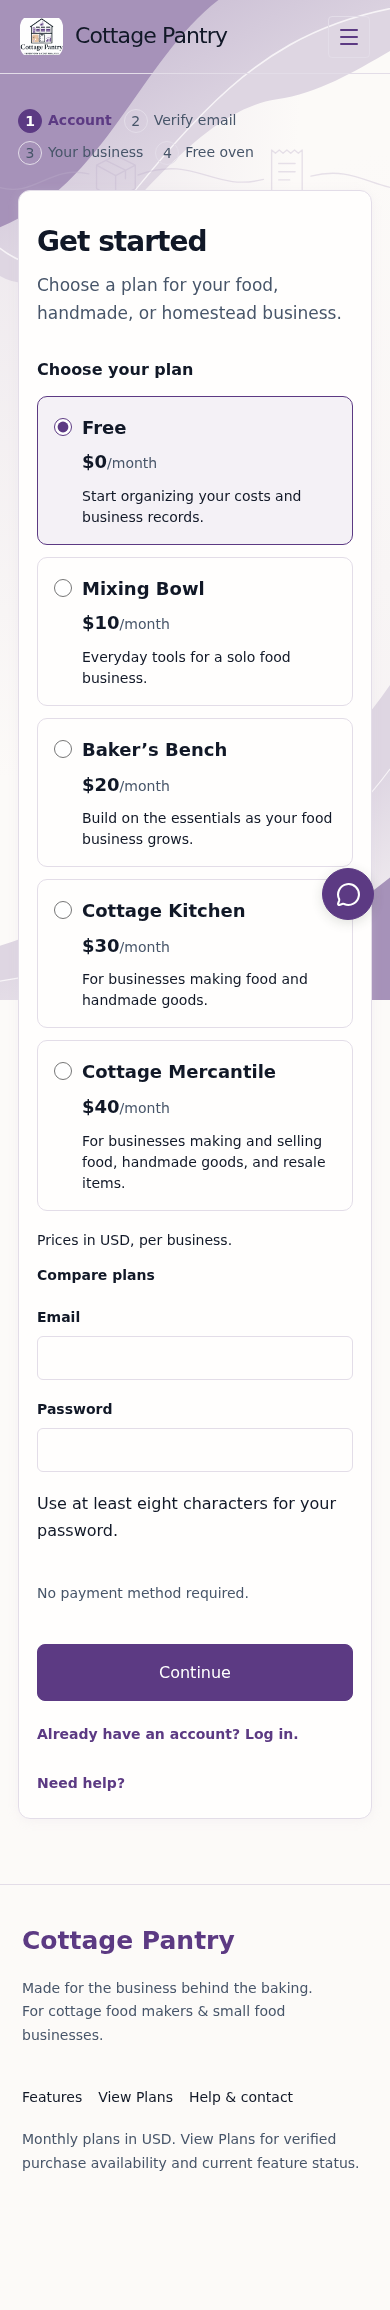 Cottage Pantry
Cottage Pantry
1 Account 2 Verify email
3 Your business 4 Free oven
Get started
Choose a plan for your food,
handmade, or homestead business.
Choose your plan
Free
$0/month
Start organizing your costs and
business records.
Mixing Bowl
$10/month
Everyday tools for a solo food
business.
Baker’s Bench
$20/month
Build on the essentials as your food
business grows.
Cottage Kitchen
$30/month
For businesses making food and
handmade goods.
Cottage Mercantile
$40/month
For businesses making and selling
food, handmade goods, and resale
items.
Prices in USD, per business.
Compare plans
Email
Password
Use at least eight characters for your
password.
No payment method required.
Continue
Already have an account? Log in.
Need help?
Cottage Pantry
Made for the business behind the baking.
For cottage food makers & small food
businesses.
Features View Plans Help & contact
Monthly plans in USD. View Plans for verified
purchase availability and current feature status.